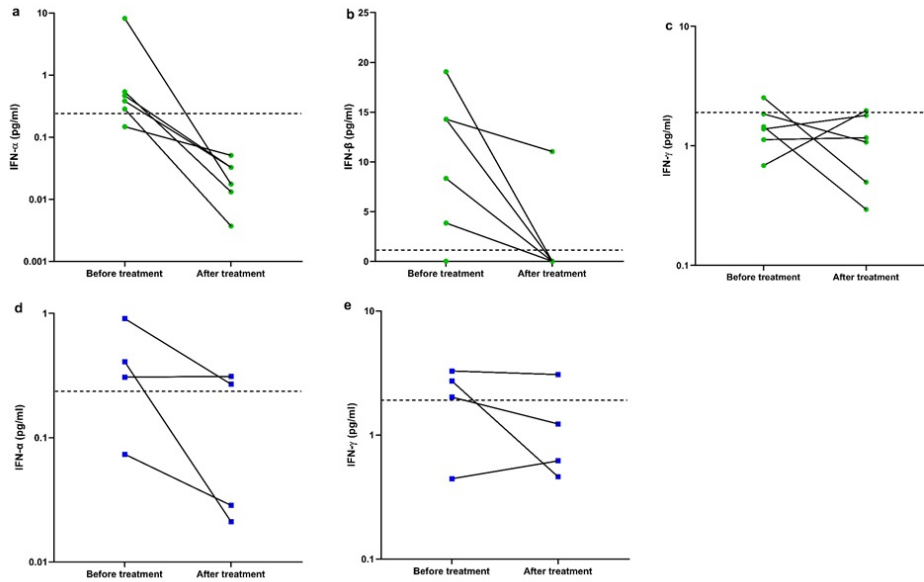 a
IFN-α (pg/ml)
10
1
0.1
0.01
0.001
Before treatment After treatment
b
IFN-β (pg/ml)
25
20
15
10
5
0
Before treatment After treatment
c
IFN-γ (pg/ml)
10
1
0.1
Before treatment After treatment
d
IFN-α (pg/ml)
1
0.1
0.01
Before treatment After treatment
e
IFN-γ (pg/ml)
10
1
0.1
Before treatment After treatment